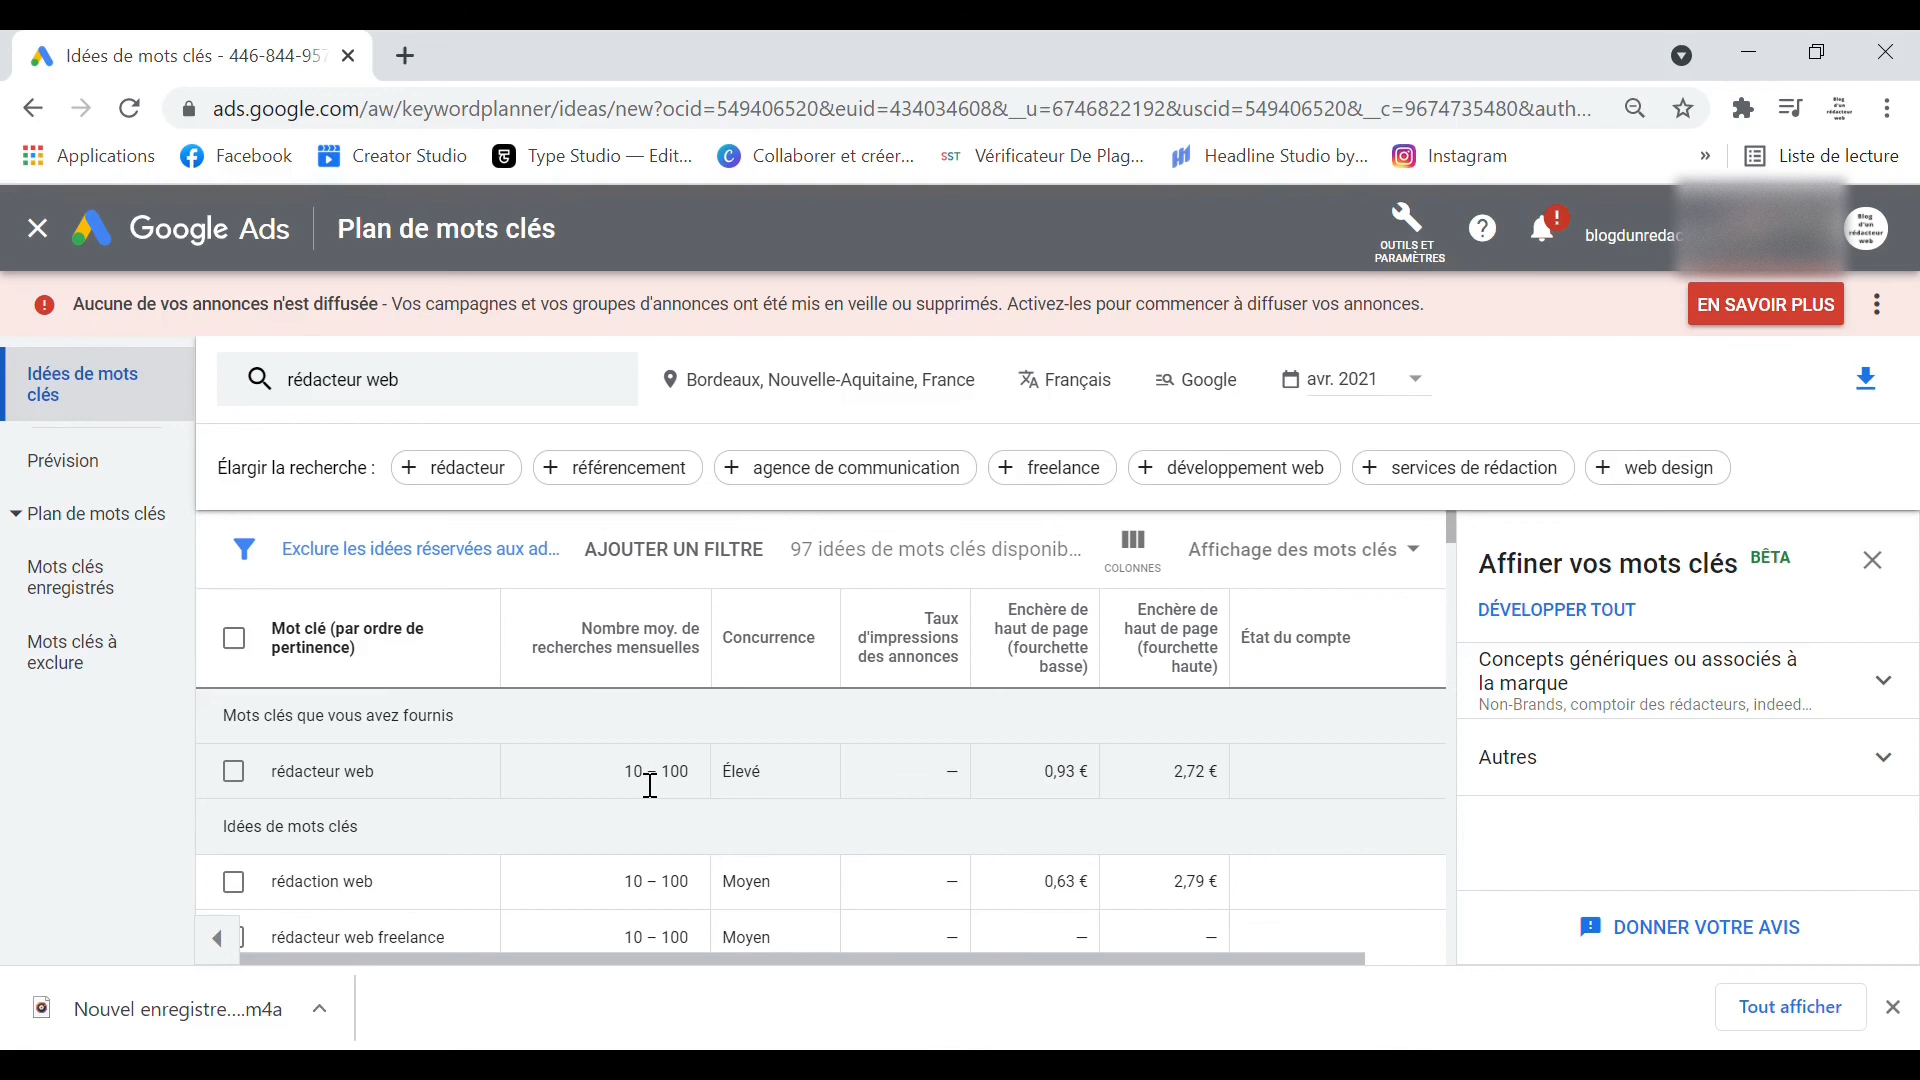 Idées de mots clés - 446-844-957
ads.google.com/aw/keywordplanner/ideas/new?ocid=549406520&euid=434034608&__u=6746822192&uscid=549406520&__c=9674735480&auth...
Applications Facebook Creator Studio Type Studio — Edit... Collaborer et créer... SST Vérificateur De Plag... Headline Studio by... Instagram » Liste de lecture
Google Ads Plan de mots clés
OUTILS ET
PARAMÈTRES
blogdunredac
Blog
d'un
rédacteur
web
Aucune de vos annonces n'est diffusée - Vos campagnes et vos groupes d'annonces ont été mis en veille ou supprimés. Activez-les pour commencer à diffuser vos annonces.
EN SAVOIR PLUS
Idées de mots
clés
Prévision
Plan de mots clés
Mots clés
enregistrés
Mots clés à
exclure
rédacteur web Bordeaux, Nouvelle-Aquitaine, France Français Google avr. 2021
Élargir la recherche : + rédacteur + référencement + agence de communication + freelance + développement web + services de rédaction + web design
Exclure les idées réservées aux ad... AJOUTER UN FILTRE 97 idées de mots clés disponib... COLONNES Affichage des mots clés
Mot clé (par ordre de
pertinence)
Nombre moy. de
recherches mensuelles
Concurrence
Taux
d'impressions
des annonces
Enchère de
haut de page
(fourchette
basse)
Enchère de
haut de page
(fourchette
haute)
État du compte
Mots clés que vous avez fournis
rédacteur web 10 – 100 Élevé – 0,93 € 2,72 €
Idées de mots clés
rédaction web 10 – 100 Moyen – 0,63 € 2,79 €
rédacteur web freelance 10 – 100 Moyen – – –
Affiner vos mots clés BÊTA
DÉVELOPPER TOUT
Concepts génériques ou associés à
la marque
Non-Brands, comptoir des rédacteurs, indeed...
Autres
DONNER VOTRE AVIS
Nouvel enregistre....m4a
Tout afficher